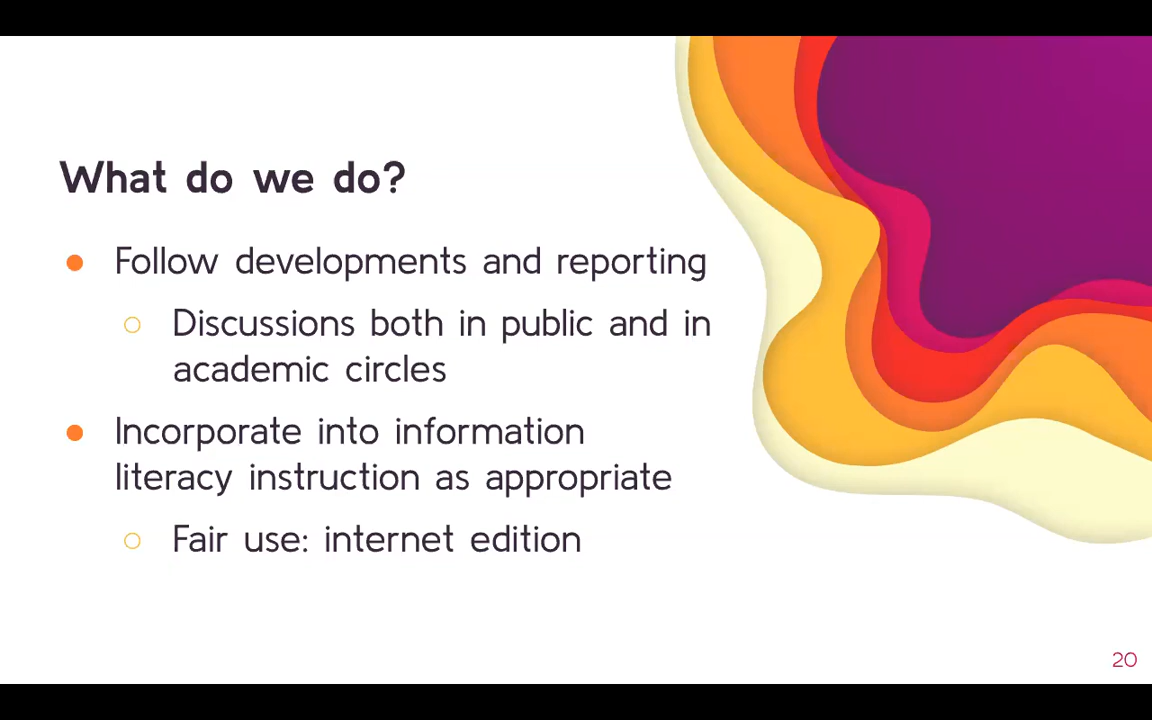 What do we do?
● Follow developments and reporting
○ Discussions both in public and in
academic circles
● Incorporate into information
literacy instruction as appropriate
○ Fair use: internet edition
20